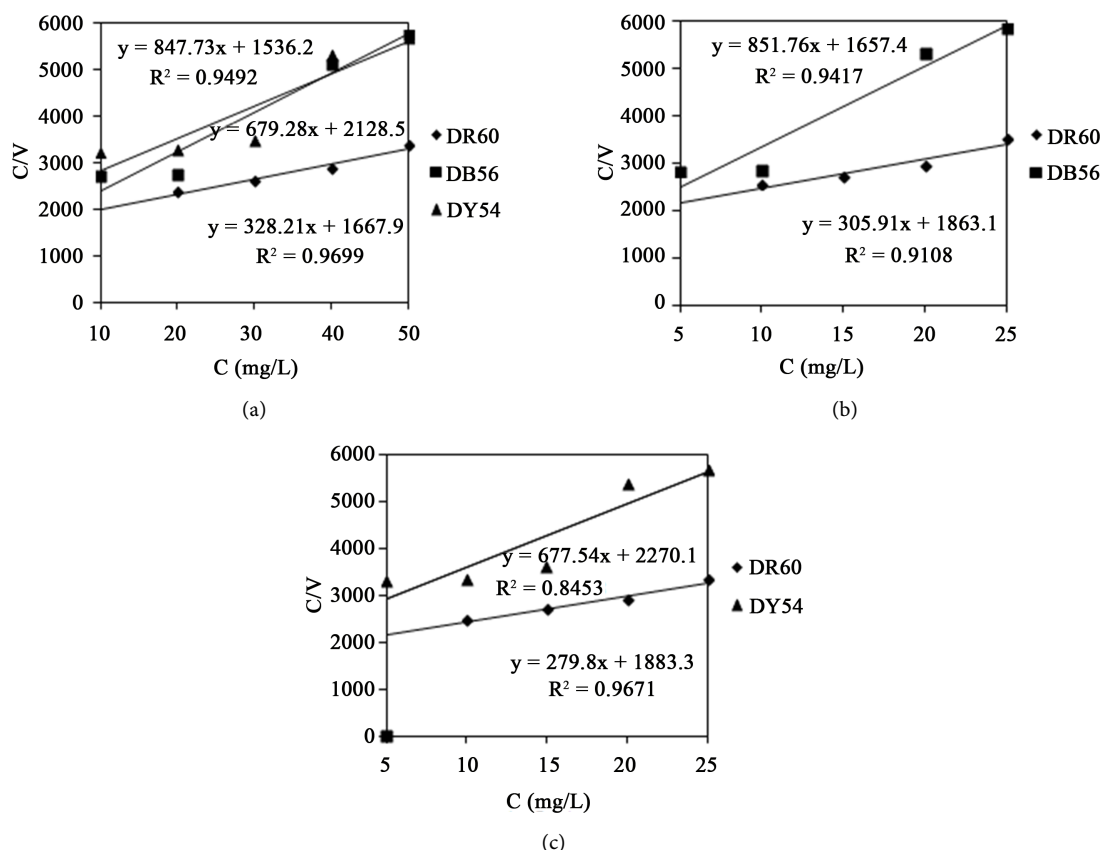 6000
5000
4000
3000
2000
1000
0
C/V
y = 847.73x + 1536.2
R² = 0.9492
y = 679.28x + 2128.5
y = 328.21x + 1667.9
R² = 0.9699
10 20 30 40 50
C (mg/L)
DR60
DB56
DY54
(a)
6000
5000
4000
3000
2000
1000
0
C/V
y = 851.76x + 1657.4
R² = 0.9417
y = 305.91x + 1863.1
R² = 0.9108
5 10 15 20 25
C (mg/L)
DR60
DB56
(b)
6000
5000
4000
3000
2000
1000
0
C/V
y = 677.54x + 2270.1
R² = 0.8453
y = 279.8x + 1883.3
R² = 0.9671
5 10 15 20 25
C (mg/L)
DR60
DY54
(c)